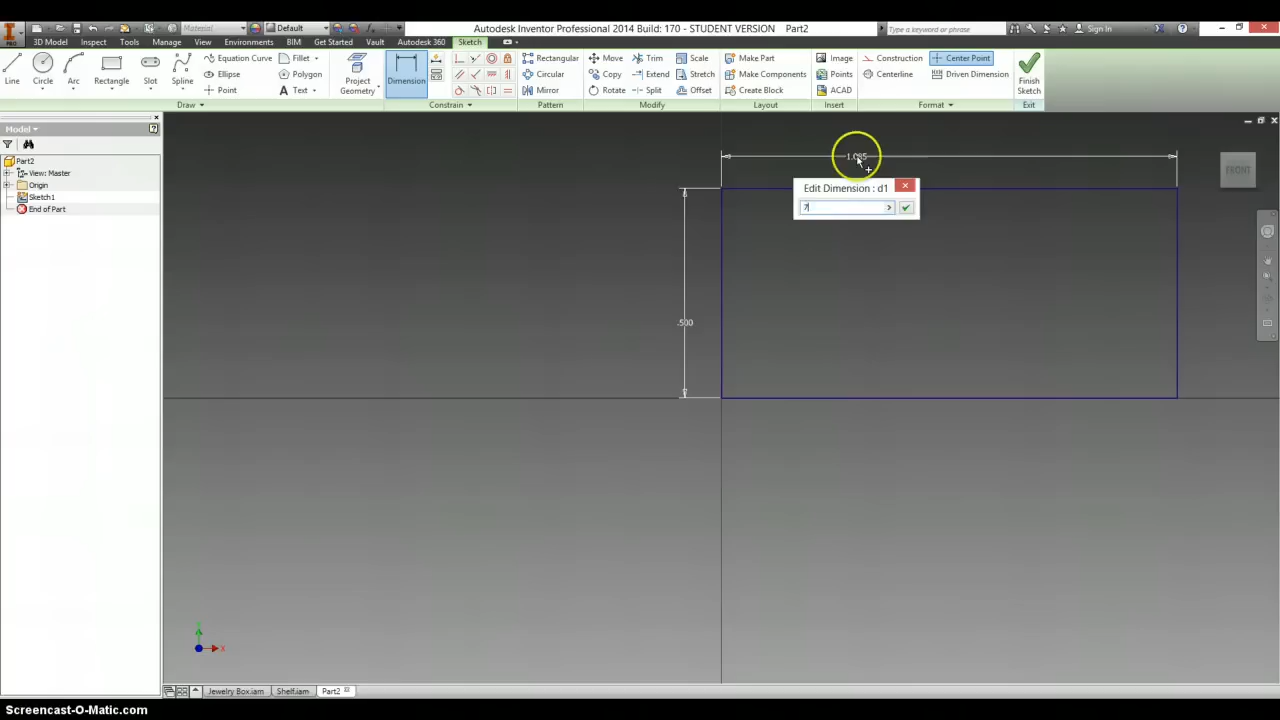 PRO
Material
Default
Autodesk Inventor Professional 2014 Build: 170 - STUDENT VERSION Part2
Type a keyword or phrase
Sign In
3D Model Inspect Tools Manage View Environments BIM Get Started Vault Autodesk 360 Sketch
Line Circle Arc Rectangle Slot Spline
Equation Curve Fillet
Ellipse Polygon
Point Text
Project Geometry
Dimension
Rectangular
Circular
Mirror
Move Trim Scale
Copy Extend Stretch
Rotate Split Offset
Make Part
Make Components
Create Block
Image
Points
ACAD
Construction Center Point
Centerline Driven Dimension
Finish Sketch
Draw Constrain Pattern Modify Layout Insert Format Exit
Model
Part2
View: Master
Origin
Sketch1
End of Part
FRONT
Edit Dimension : d1
7
.500
Y
X
Jewelry Box.iam Shelf.iam Part2
Screencast-O-Matic.com